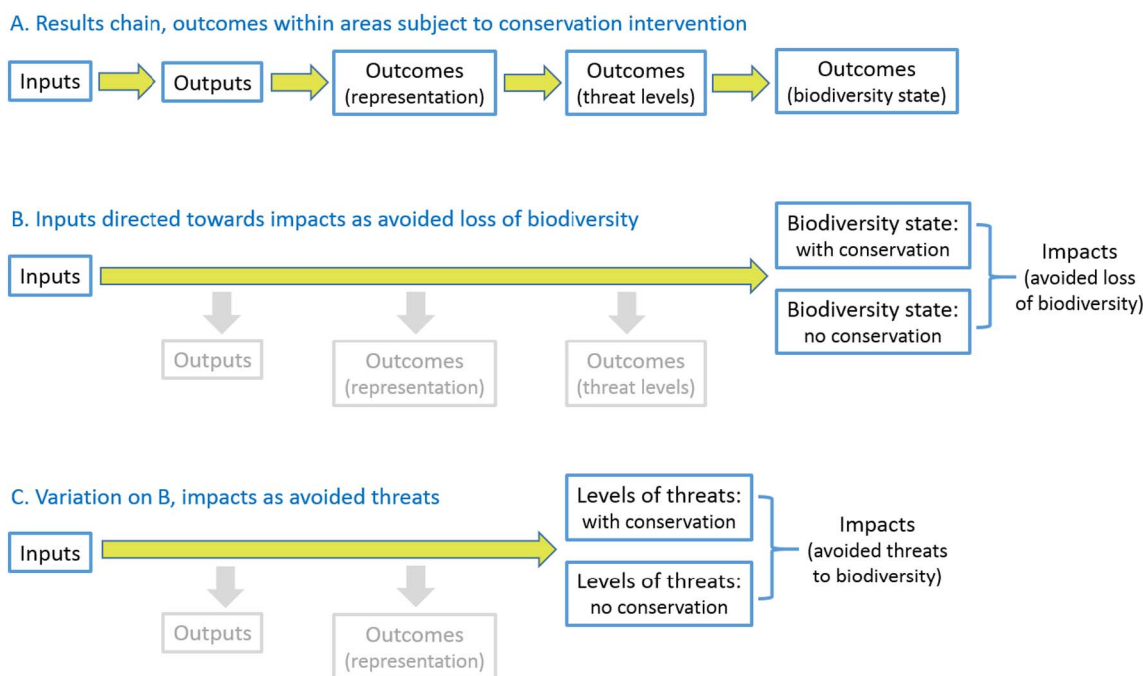 A. Results chain, outcomes within areas subject to conservation intervention
Inputs
Outputs
Outcomes
(representation)
Outcomes
(threat levels)
Outcomes
(biodiversity state)
B. Inputs directed towards impacts as avoided loss of biodiversity
Inputs
Outputs
Outcomes
(representation)
Outcomes
(threat levels)
Biodiversity state:
with conservation
Biodiversity state:
no conservation
Impacts
(avoided loss
of biodiversity)
C. Variation on B, impacts as avoided threats
Inputs
Outputs
Outcomes
(representation)
Levels of threats:
with conservation
Levels of threats:
no conservation
Impacts
(avoided threats
to biodiversity)